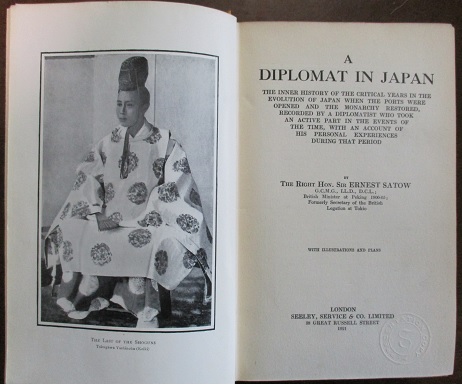 THE LAST OF THE SHOGUNS
A
DIPLOMAT IN JAPAN
THE INNER HISTORY OF THE CRITICAL YEARS IN THE
EVOLUTION OF JAPAN WHEN THE PORTS WERE
OPENED AND THE MONARCHY RESTORED,
RECORDED BY A DIPLOMATIST WHO TOOK
AN ACTIVE PART IN THE EVENTS OF
THE TIME, WITH AN ACCOUNT OF
HIS PERSONAL EXPERIENCES
DURING THAT PERIOD
BY
THE RIGHT HON. SIR ERNEST SATOW
G.C.M.G., LL.D., D.C.L.;
British Minister at Peking
Formerly Secretary of the British
Legation at Tokio
WITH ILLUSTRATIONS AND PLANS
LONDON
SEELEY, SERVICE & CO. LIMITED
38 GREAT RUSSELL STREET
1921